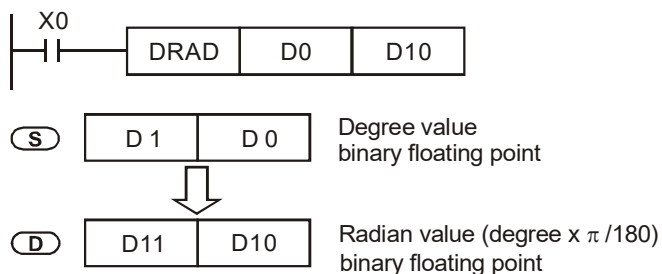 X0
DRAD D0 D10
S D 1 D 0 Degree value
binary floating point
D D11 D10 Radian value (degree x π /180)
binary floating point